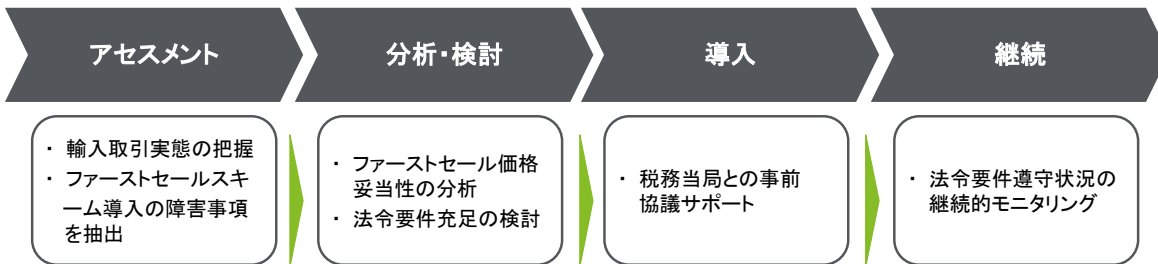 アセスメント
分析・検討
導入
継続
・ 輸入取引実態の把握
・ ファーストセールスキ
ーム導入の障害事項
を抽出
・ ファーストセール価格
妥当性の分析
・ 法令要件充足の検討
・ 税務当局との事前
協議サポート
・ 法令要件遵守状況の
継続的モニタリング